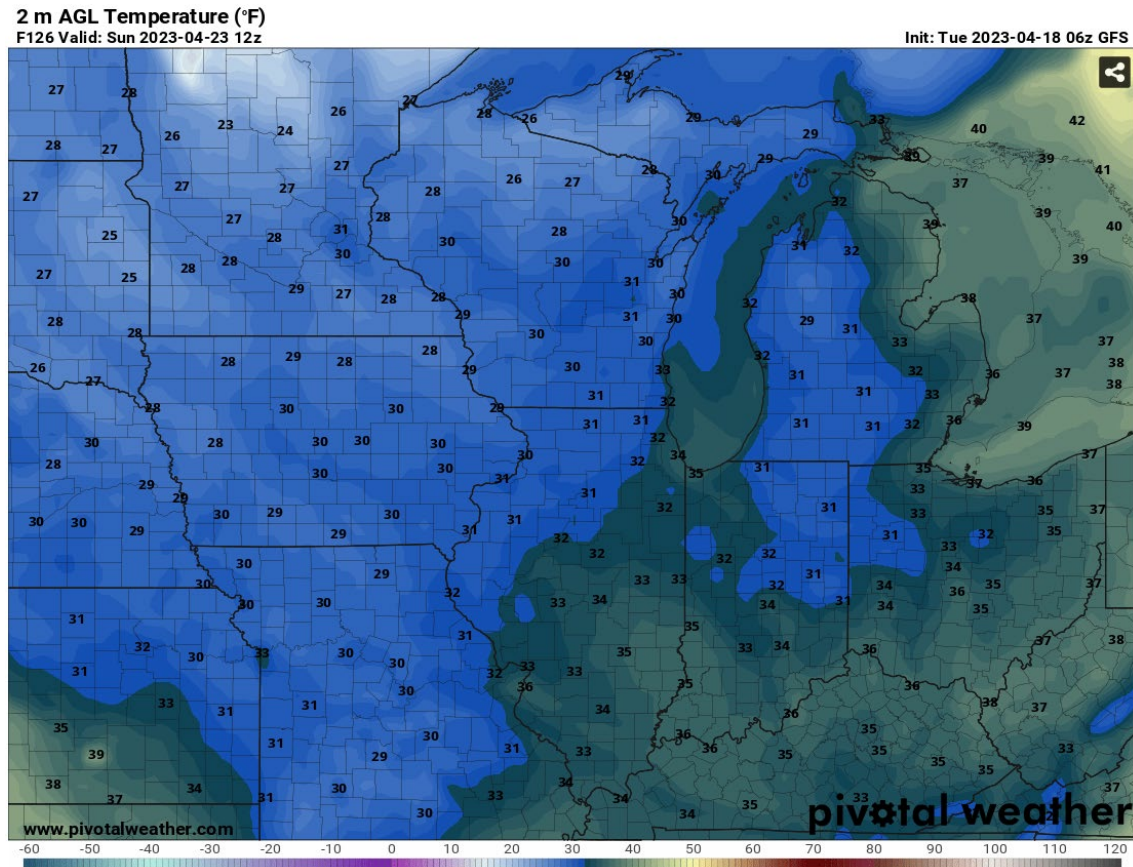 2 m AGL Temperature (°F)
F126 Valid: Sun 2023-04-23 12z Init: Tue 2023-04-18 06z GFS
29
27 28 27
26 28 26 29 33 40 42
26 23 24 29
28 27 27 28 29 39 39 41
27 27 27 28 26 27 30 37
27 28 30 32 39 39 40
25 28 31 30 28 31 32
27 25 28 28 30 30 31 30 39
29 27 28 28 30 32 38
28 29 31 30 29 31 37
28 30 30 33 37
28 29 28 28 32 38
26 27 29 30 33 31 32 36 37 38
28 30 30 29 31 32 31 33
28 30 30 30 31 31 32 31 31 32 36 39
30 28 29 30 30 31 32 34 35 31 35 37 36 37
30 30 29 29 30 29 30 31 31 31 32 31 31 33 33 32 35 35 37
30 29 32 32 32 32 31 33 34
30 30 30 32 33 34 33 33 34 32 31 34 34 36 35 35 37
31 32 31 30 33 30 30 31 32 33 36 33 35 35 33 34 36 37 38
33 31 31 30 34 35 36 38 37
35 39 31 29 30 31 33 36 36 36 35 35 35 35 33
38 37 34 31 30 30 33 34 34 34 35 33 37
www.pivotalweather.com
pivotal weather
-60 -50 -40 -30 -20 -10 0 10 20 30 40 50 60 70 80 90 100 110 120